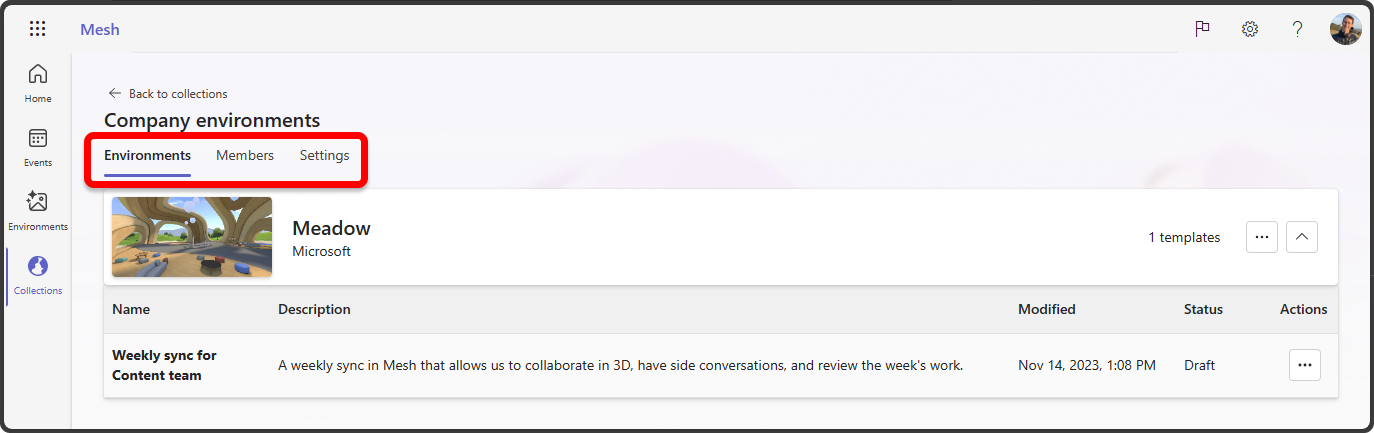 Mesh
Home
Events
Environments
Collections
Back to collections
Company environments
Environments Members Settings
Meadow
Microsoft
1 templates
Name Description Modified Status Actions
Weekly sync for
Content team
A weekly sync in Mesh that allows us to collaborate in 3D, have side conversations, and review the week's work.
Nov 14, 2023, 1:08 PM
Draft